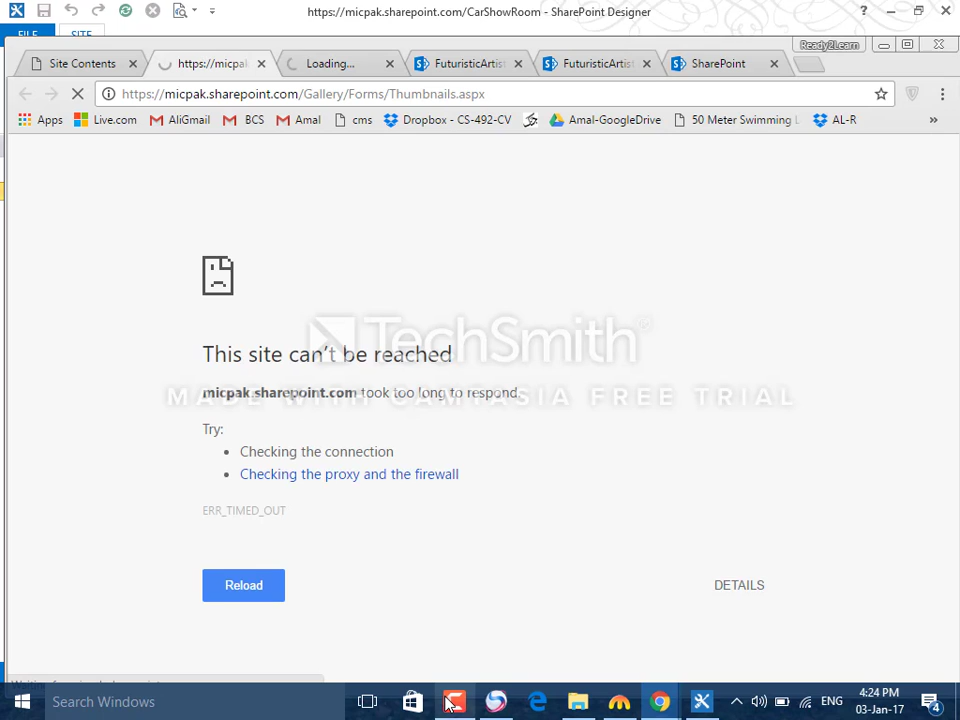 https://micpak.sharepoint.com/CarShowRoom - SharePoint Designer
FILE SITE
Ready2Learn
Site Contents https://micpak Loading... FuturisticArtist FuturisticArtist SharePoint
https://micpak.sharepoint.com/Gallery/Forms/Thumbnails.aspx
Apps Live.com AliGmail BCS Amal cms Dropbox - CS-492-CV Amal-GoogleDrive 50 Meter Swimming AL-R »
This site can't be reached
TechSmith
micpak.sharepoint.com took too long to respond.
MADE WITH CAMTASIA FREE TRIAL
Try:
• Checking the connection
• Checking the proxy and the firewall
ERR_TIMED_OUT
Reload
DETAILS
Search Windows
ENG
4:24 PM
03-Jan-17
4